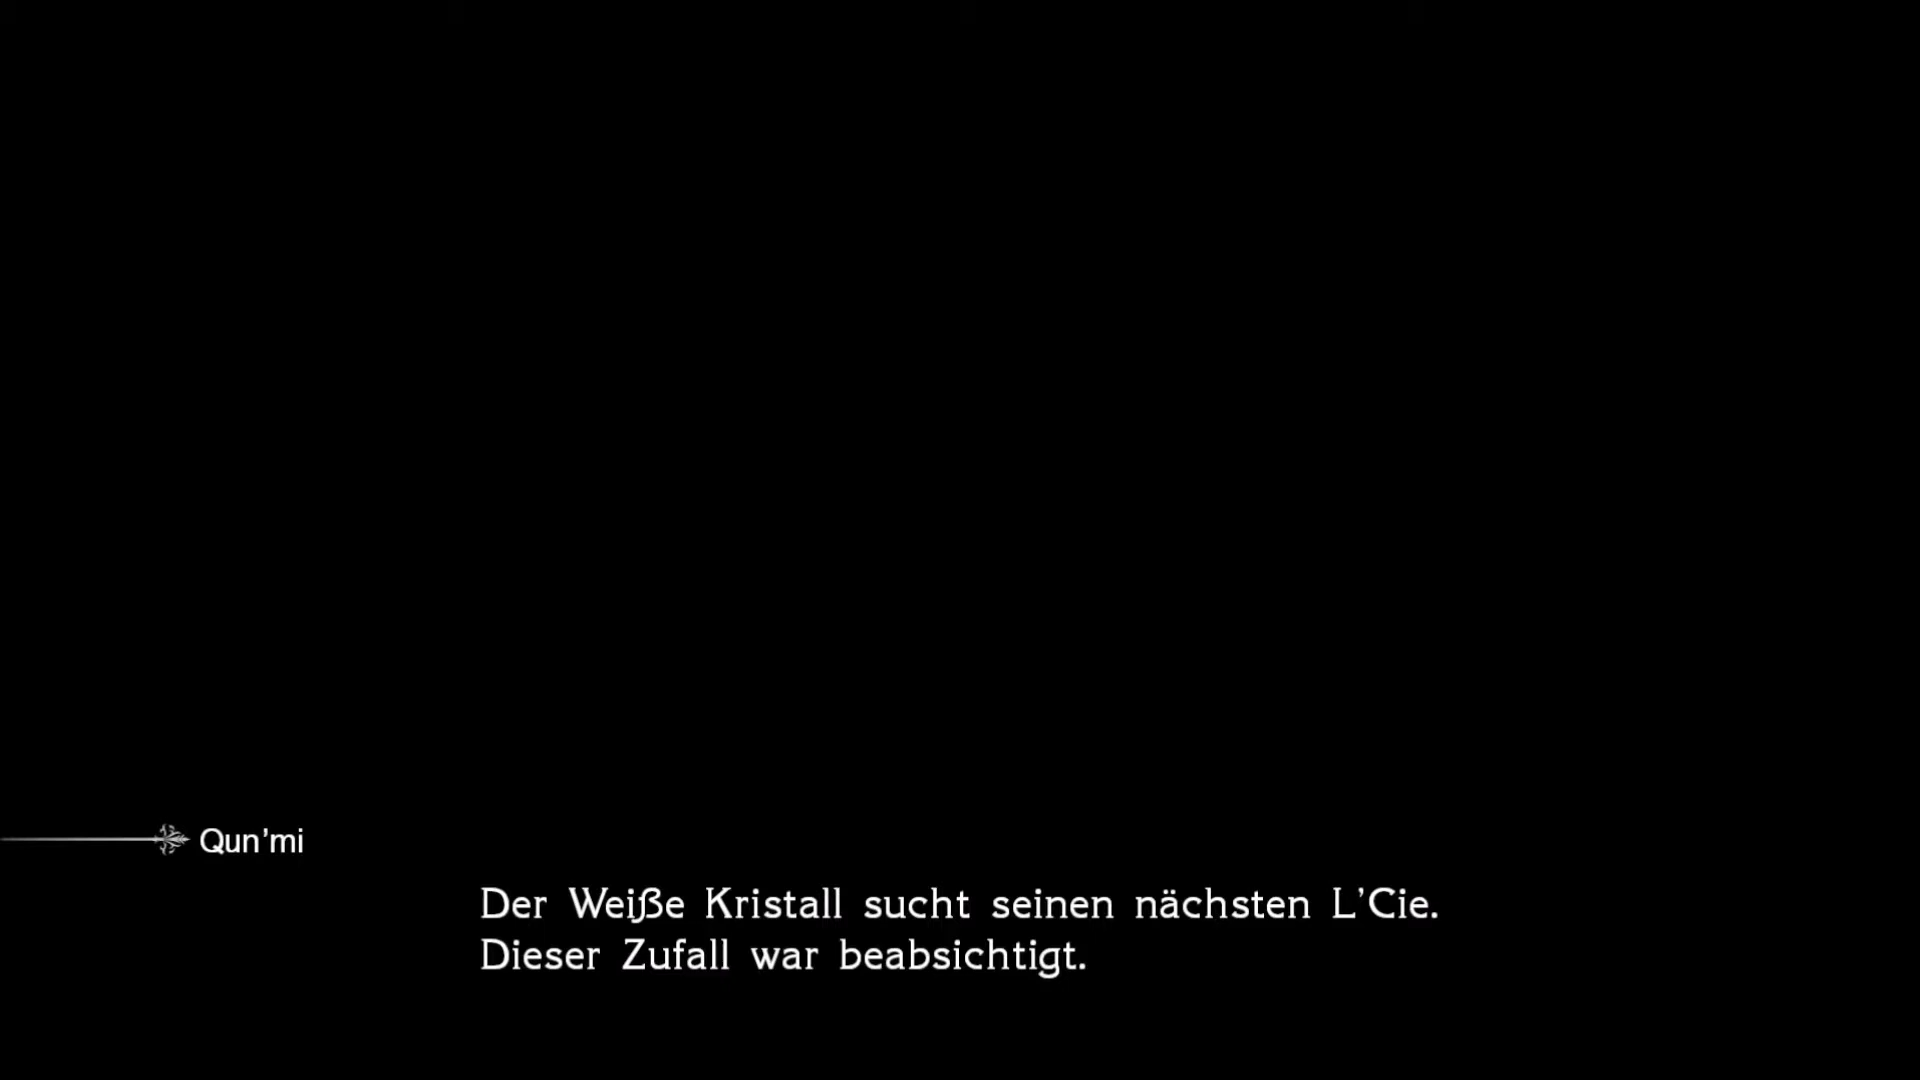 Qun’mi
Der Weiße Kristall sucht seinen nächsten L’Cie.
Dieser Zufall war beabsichtigt.